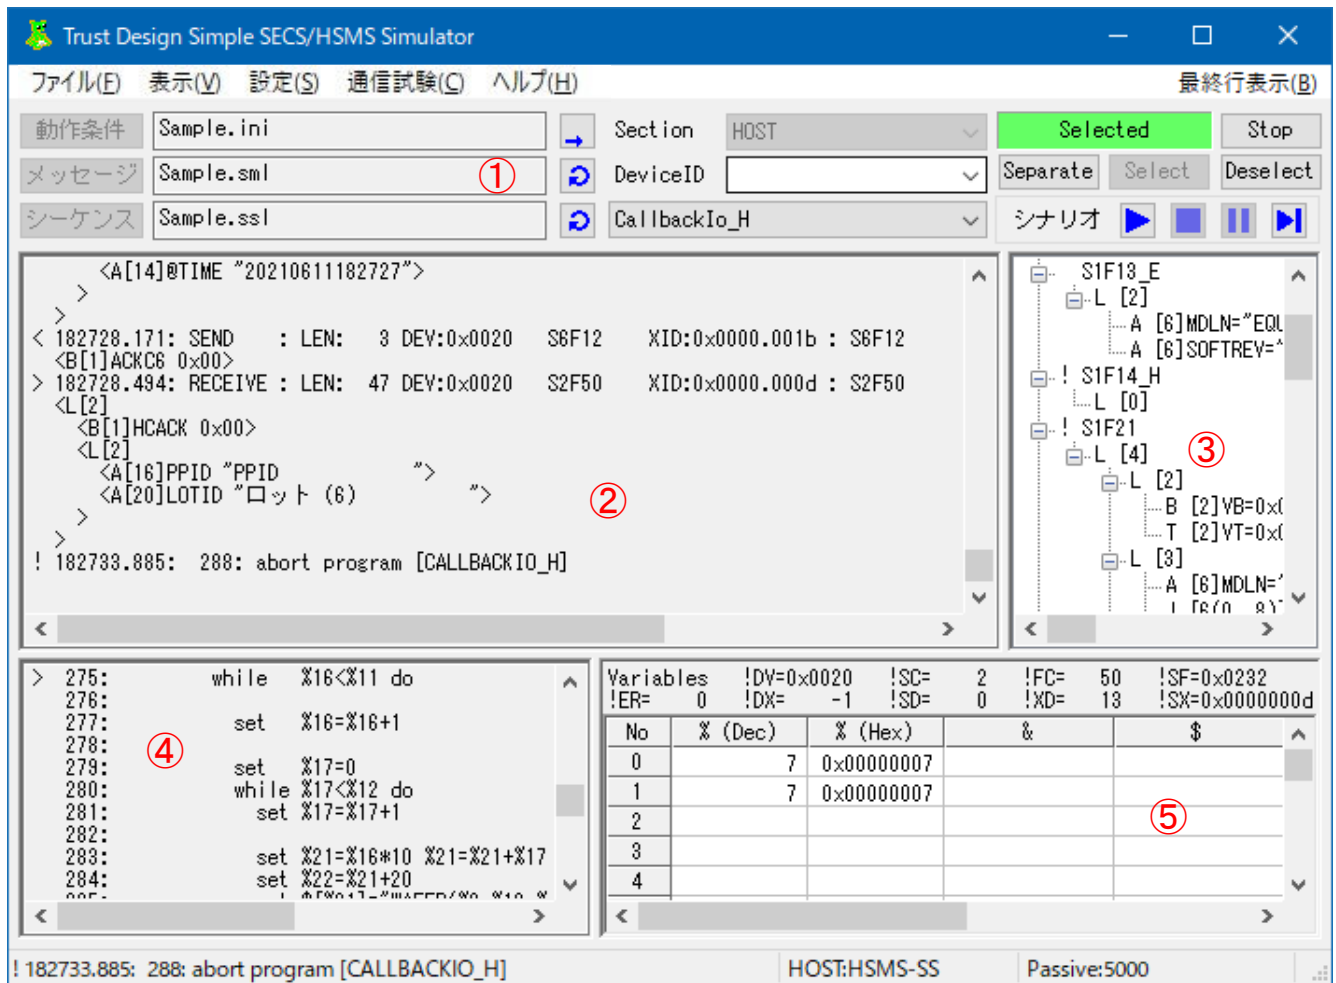 Trust Design Simple SECS/HSMS Simulator
ファイル(F) 表示(V) 設定(S) 通信試験(C) ヘルプ(H) 最終行表示(B)
動作条件 Sample.ini Section HOST Selected Stop
メッセージ Sample.sml ① DeviceID Separate Select Deselect
シーケンス Sample.ssl CallbackIo_H シナリオ
<A[14]@TIME "20210611182727">
>
>
< 182728.171: SEND : LEN: 3 DEV:0x0020 S6F12 XID:0x0000.001b : S6F12
<B[1]ACKC6 0x00>
> 182728.494: RECEIVE : LEN: 47 DEV:0x0020 S2F50 XID:0x0000.000d : S2F50
<L[2]
<B[1]HCACK 0x00>
<L[2]
<A[16]PPID "PPID ">
<A[20]LOTID "ロット (6) ">
②
>
>
! 182733.885: 288: abort program [CALLBACKIO_H]
S1F13_E
L [2]
A [6]MDLN="EQU
A [6]SOFTREV="
! S1F14_H
L [0]
! S1F21
L [4]
③
L [2]
B [2]VB=0x0
T [2]VT=0x0
L [3]
A [6]MDLN="
> 275: while %16<%11 do
276:
277: set %16=%16+1
278:
④
279: set %17=0
280: while %17<%12 do
281: set %17=%17+1
282:
283: set %21=%16*10 %21=%21+%17
284: set %22=%21+20
Variables !DV=0x0020 !SC= 2 !FC= 50 !SF=0x0232
!ER= 0 !DX= -1 !SD= 0 !XD= 13 !SX=0x0000000d
No % (Dec) % (Hex) & $
0 7 0x00000007
1 7 0x00000007
2
⑤
3
4
! 182733.885: 288: abort program [CALLBACKIO_H] HOST:HSMS-SS Passive:5000